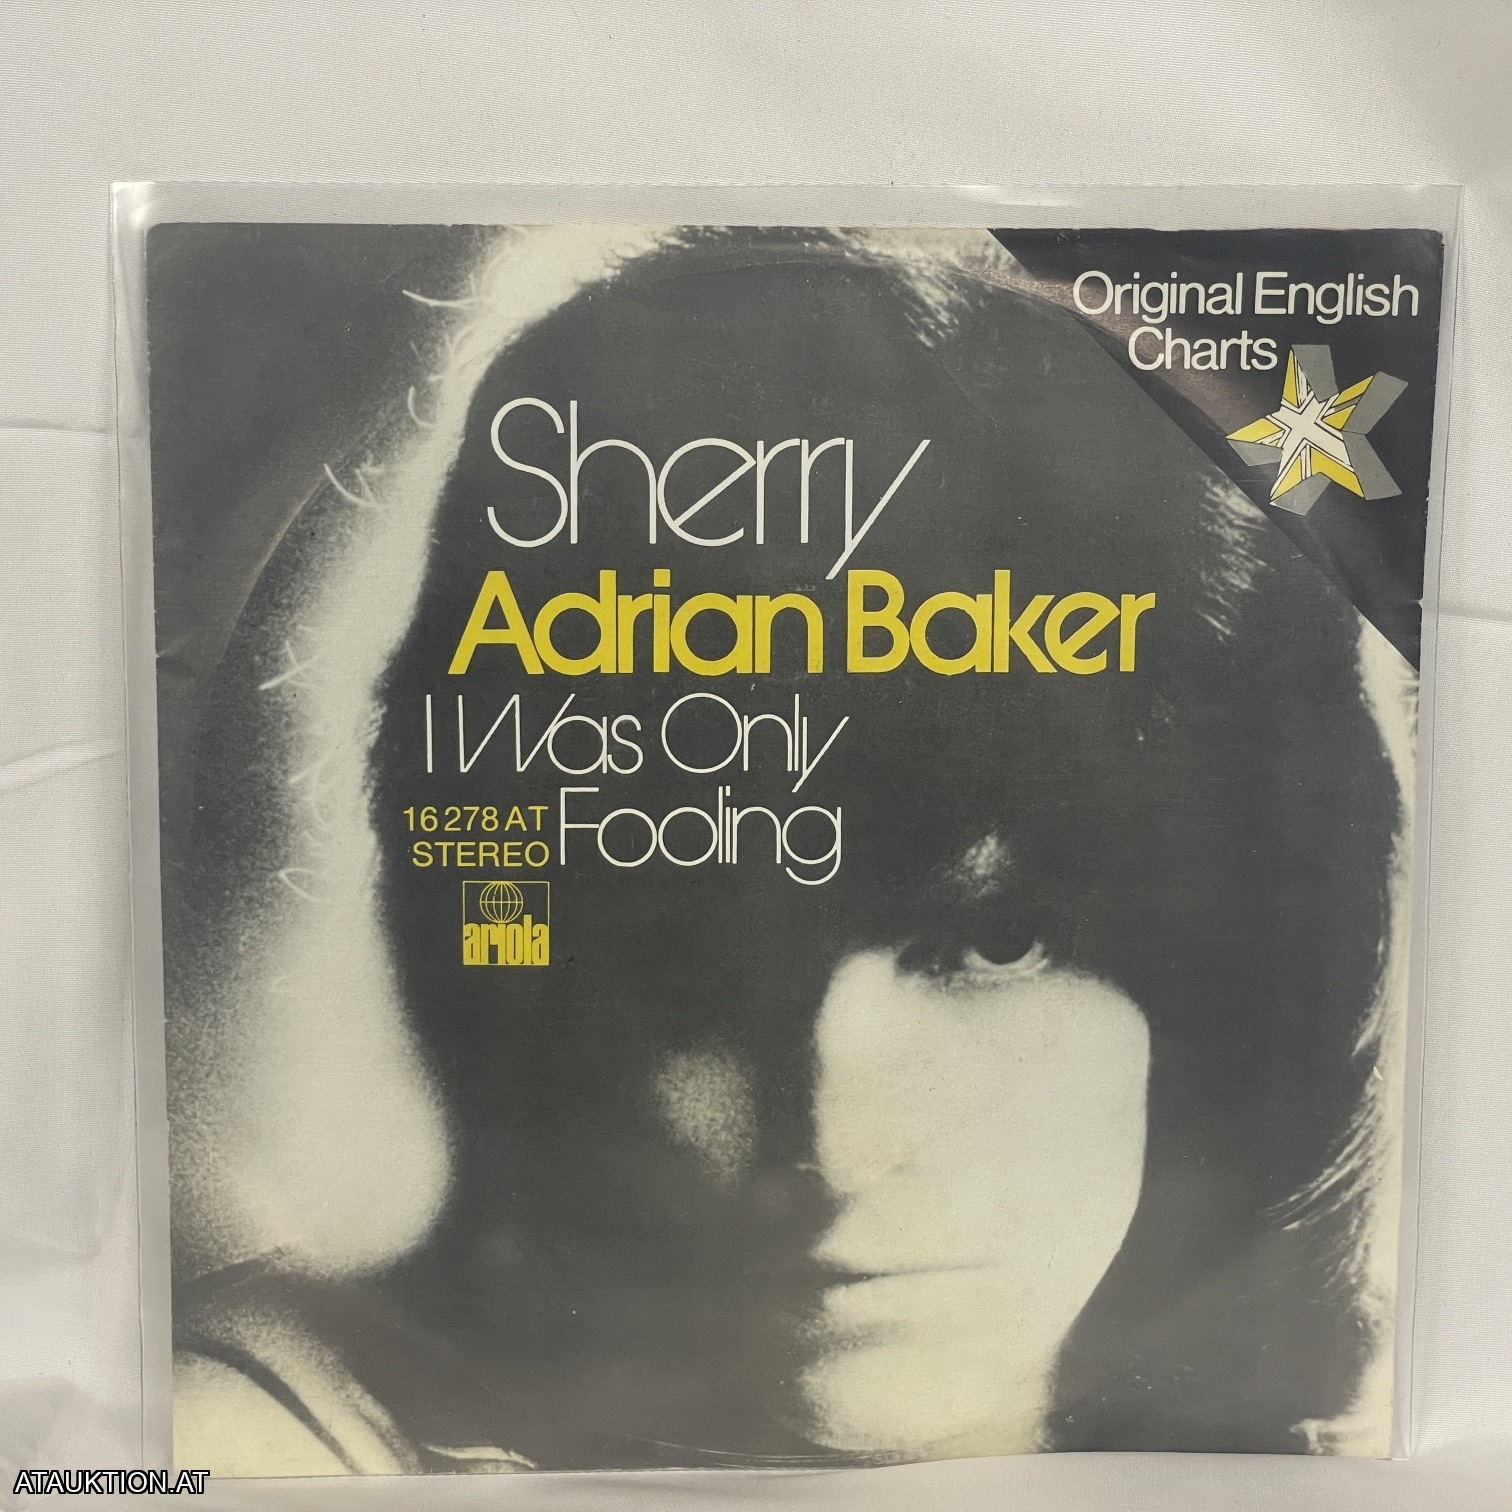 Original English
Charts
Sherry
Adrian Baker
I Was Only
Fooling
16 278 AT
STEREO
ariola
ATAUKTION.AT